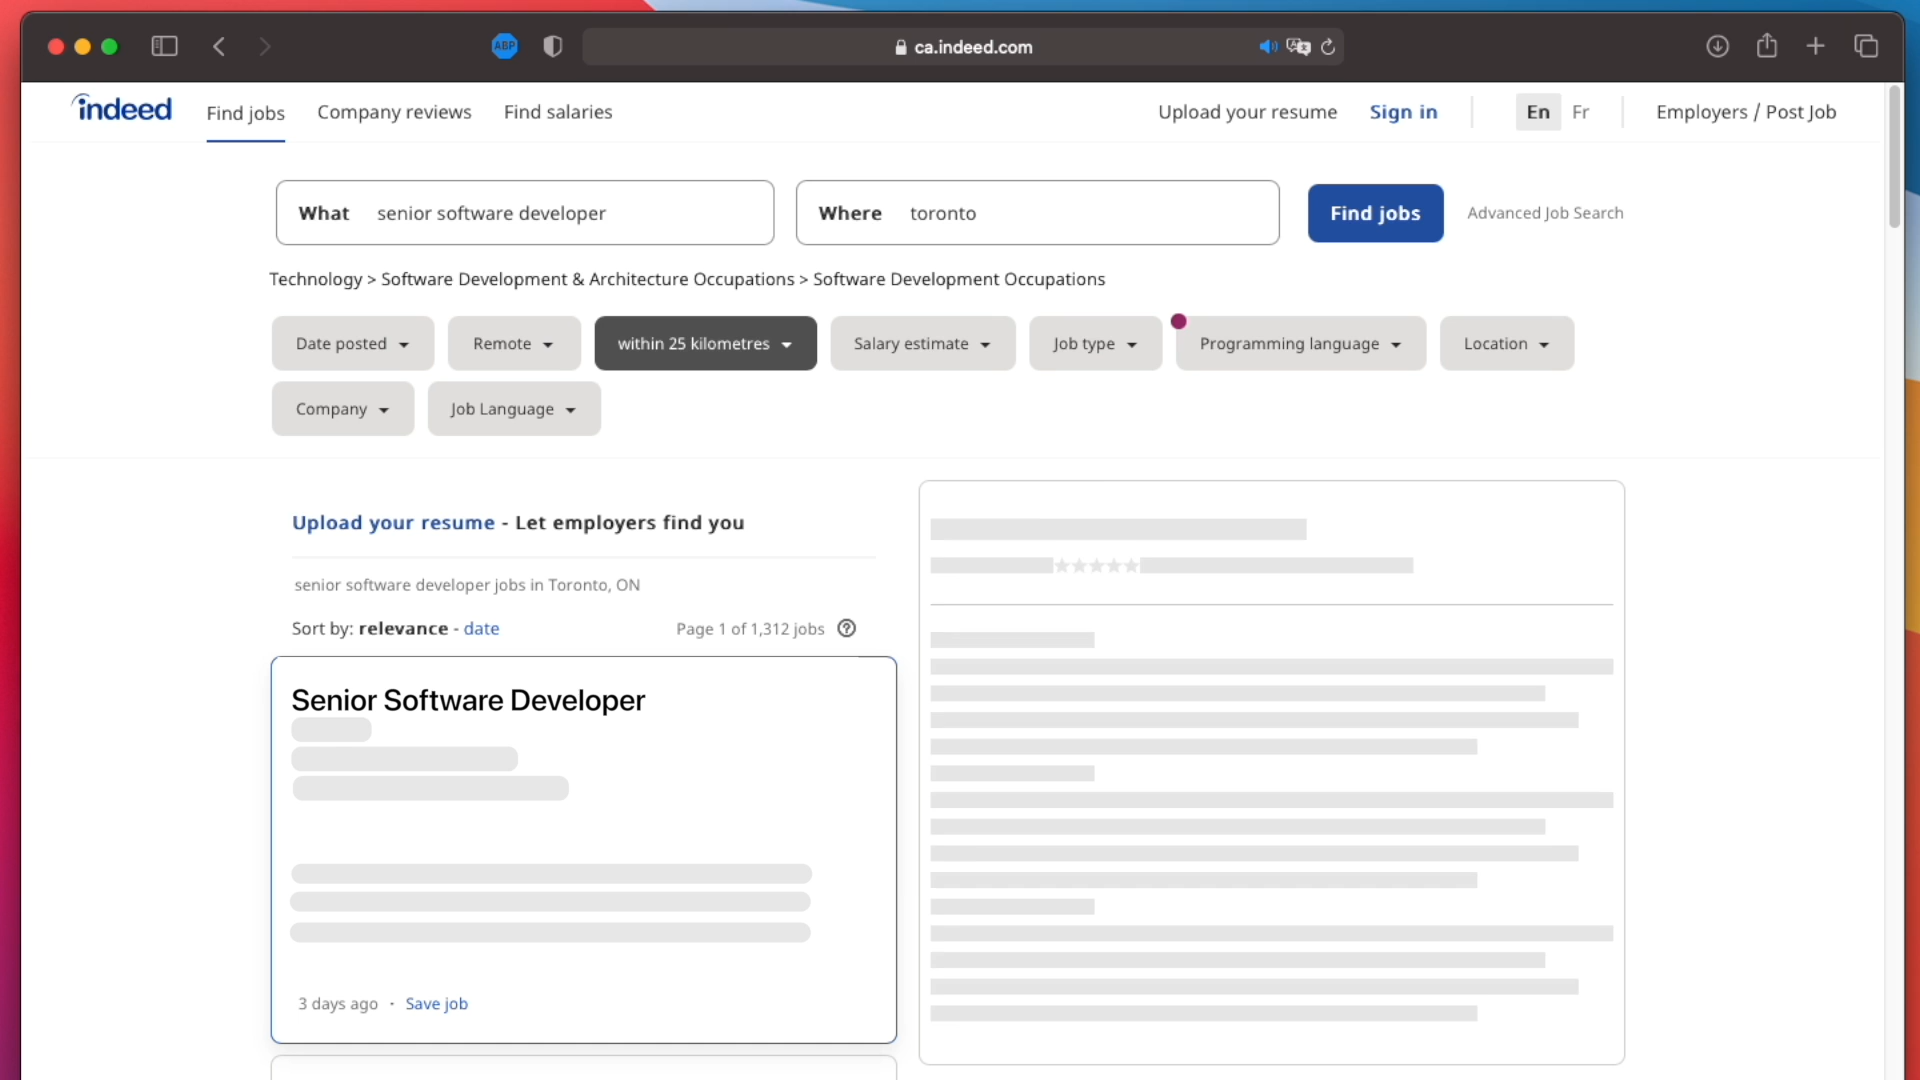 ABP
ca.indeed.com
indeed
Find jobs
Company reviews
Find salaries
Upload your resume
Sign in
En
Fr
Employers / Post Job
What senior software developer
Where toronto
Find jobs
Advanced Job Search
Technology > Software Development & Architecture Occupations > Software Development Occupations
Date posted
Remote
within 25 kilometres
Salary estimate
Job type
Programming language
Location
Company
Job Language
Upload your resume - Let employers find you
senior software developer jobs in Toronto, ON
Sort by: relevance - date
Page 1 of 1,312 jobs
Senior Software Developer
3 days ago · Save job